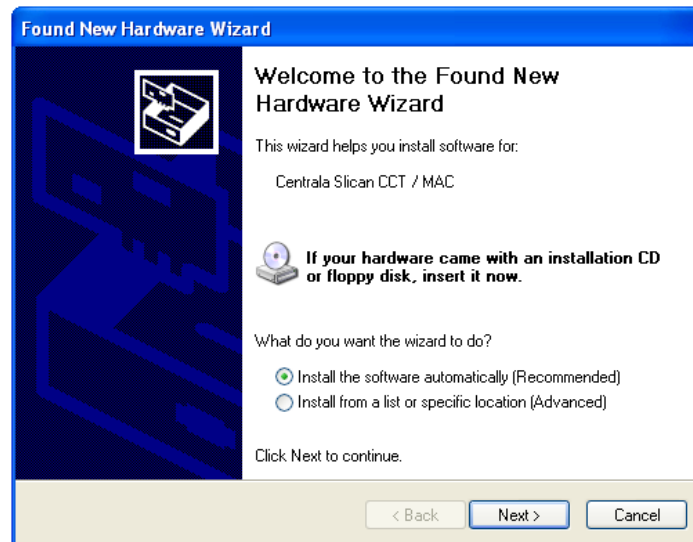 Found New Hardware Wizard
Welcome to the Found New
Hardware Wizard
This wizard helps you install software for:
Centrala Slican CCT / MAC
If your hardware came with an installation CD
or floppy disk, insert it now.
What do you want the wizard to do?
Install the software automatically (Recommended)
Install from a list or specific location (Advanced)
Click Next to continue.
< Back Next > Cancel